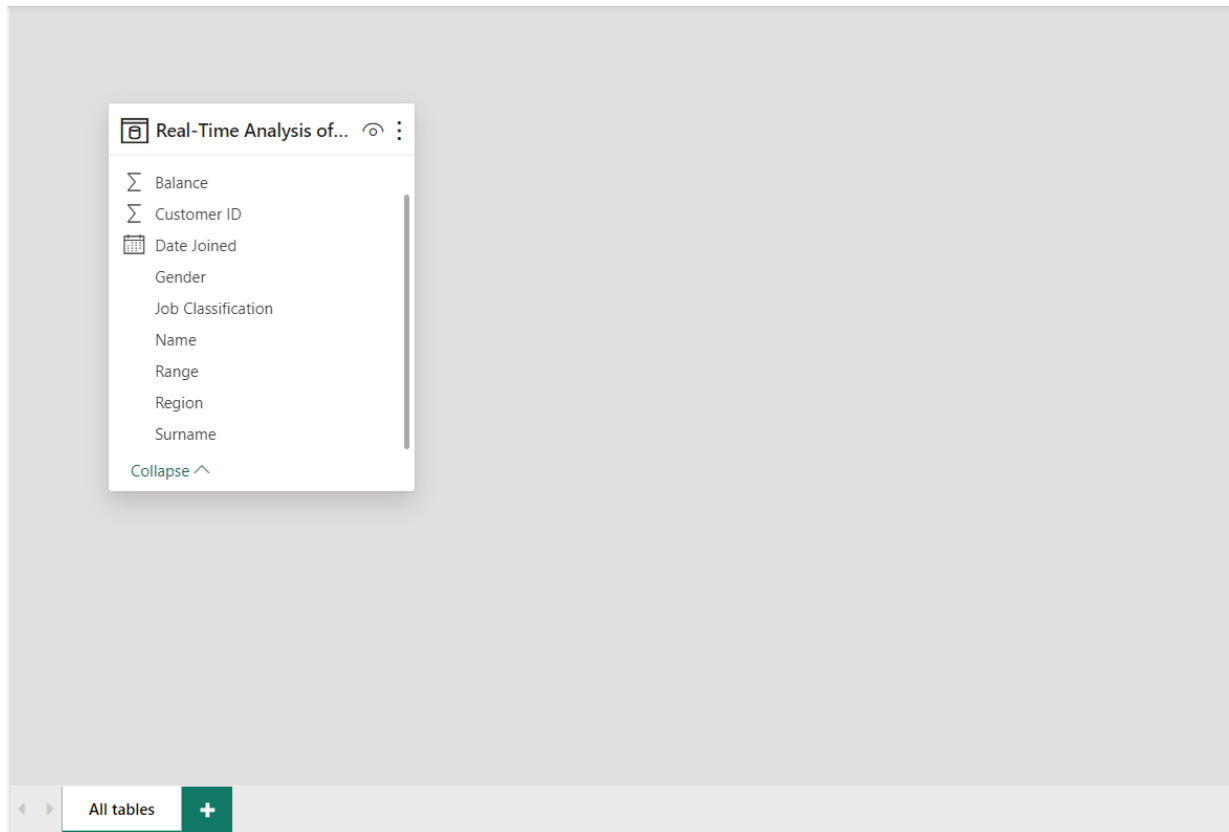 Real-Time Analysis of...
Balance
Customer ID
Date Joined
Gender
Job Classification
Name
Range
Region
Surname
Collapse
All tables